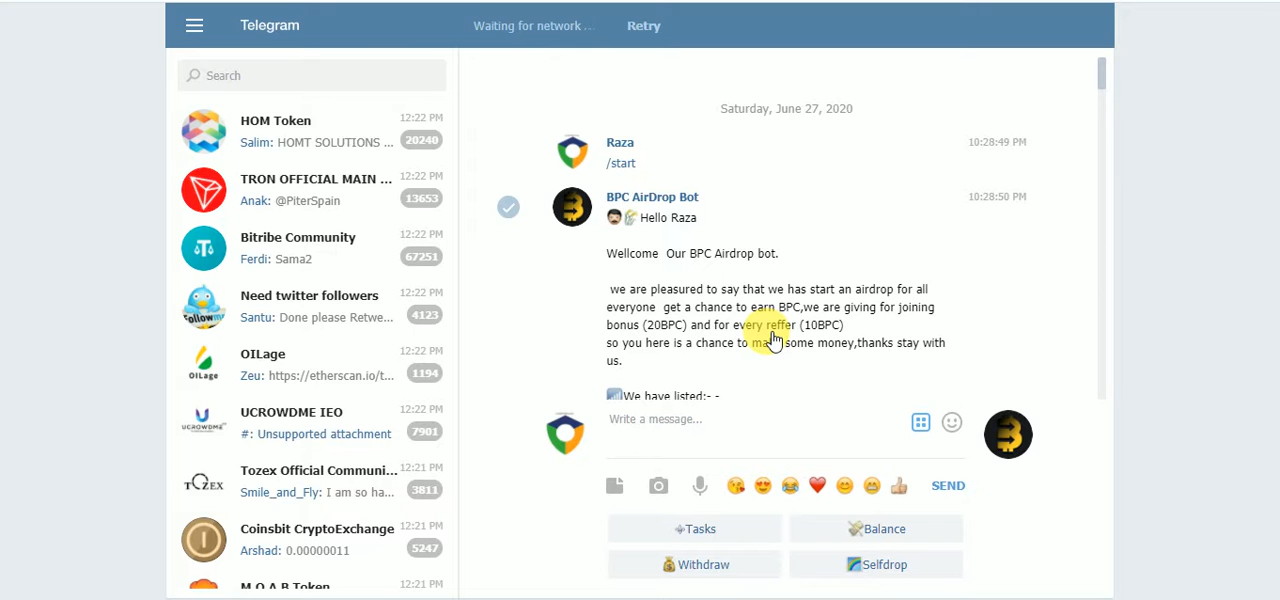 Telegram
Waiting for network...
Retry
Search
HOM Token
12:22 PM
Salim: HOMT SOLUTIONS ...
20240
TRON OFFICIAL MAIN ...
12:22 PM
Anak: @PiterSpain
13653
Bitribe Community
12:22 PM
Ferdi: Sama2
67251
Need twitter followers
12:22 PM
Santu: Done please Retwe...
4123
OILage
12:22 PM
Zeu: https://etherscan.io/t...
1194
UCROWDME IEO
12:22 PM
#: Unsupported attachment
7901
Tozex Official Communi...
12:21 PM
Smile_and_Fly: I am so ha...
3811
Coinsbit CryptoExchange
12:21 PM
Arshad: 0.00000011
5247
M O A B Token
12:21 PM
Saturday, June 27, 2020
Raza
10:28:49 PM
/start
BPC AirDrop Bot
10:28:50 PM
Hello Raza
Wellcome Our BPC Airdrop bot.
we are pleasured to say that we has start an airdrop for all
everyone get a chance to earn BPC,we are giving for joining
bonus (20BPC) and for every reffer (10BPC)
so you here is a chance to some money,thanks stay with
us.
We have listed:- -
Write a message...
SEND
Tasks
Balance
Withdraw
Selfdrop